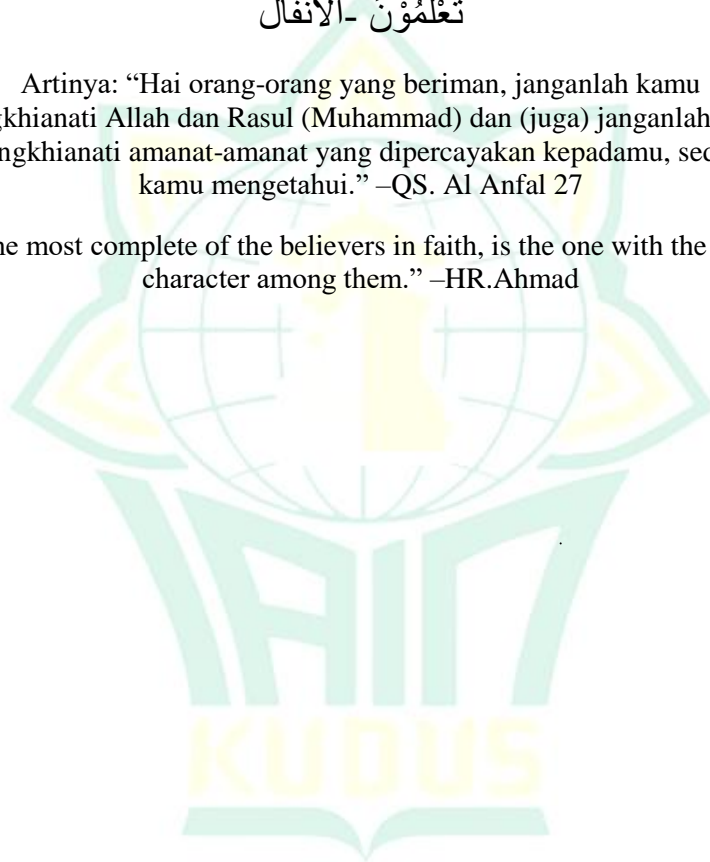 تَعْلَمُوْنَ -الأنفال
Artinya: “Hai orang-orang yang beriman, janganlah kamu
gkhianati Allah dan Rasul (Muhammad) dan (juga) janganlah
ngkhianati amanat-amanat yang dipercayakan kepadamu, sed
kamu mengetahui.” –QS. Al Anfal 27
he most complete of the believers in faith, is the one with the
character among them.” –HR.Ahmad
IAIN
KUDUS